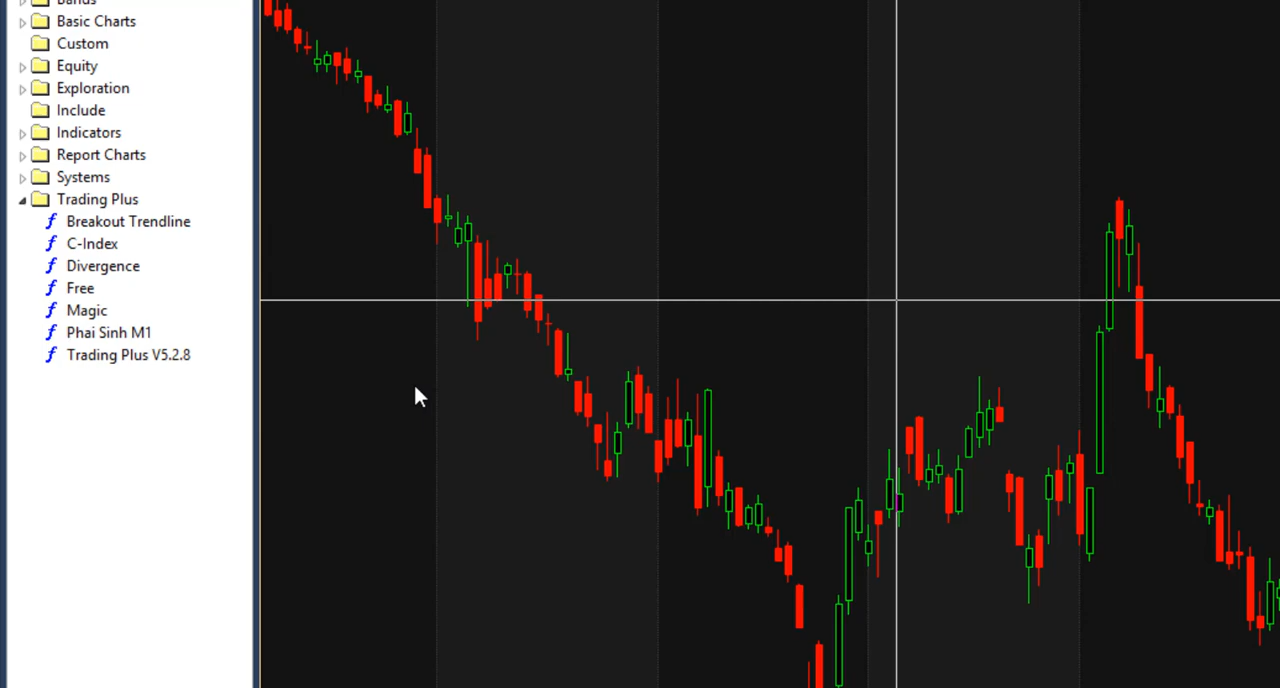 Bands
Basic Charts
Custom
Equity
Exploration
Include
Indicators
Report Charts
Systems
Trading Plus
Breakout Trendline
C-Index
Divergence
Free
Magic
Phai Sinh M1
Trading Plus V5.2.8